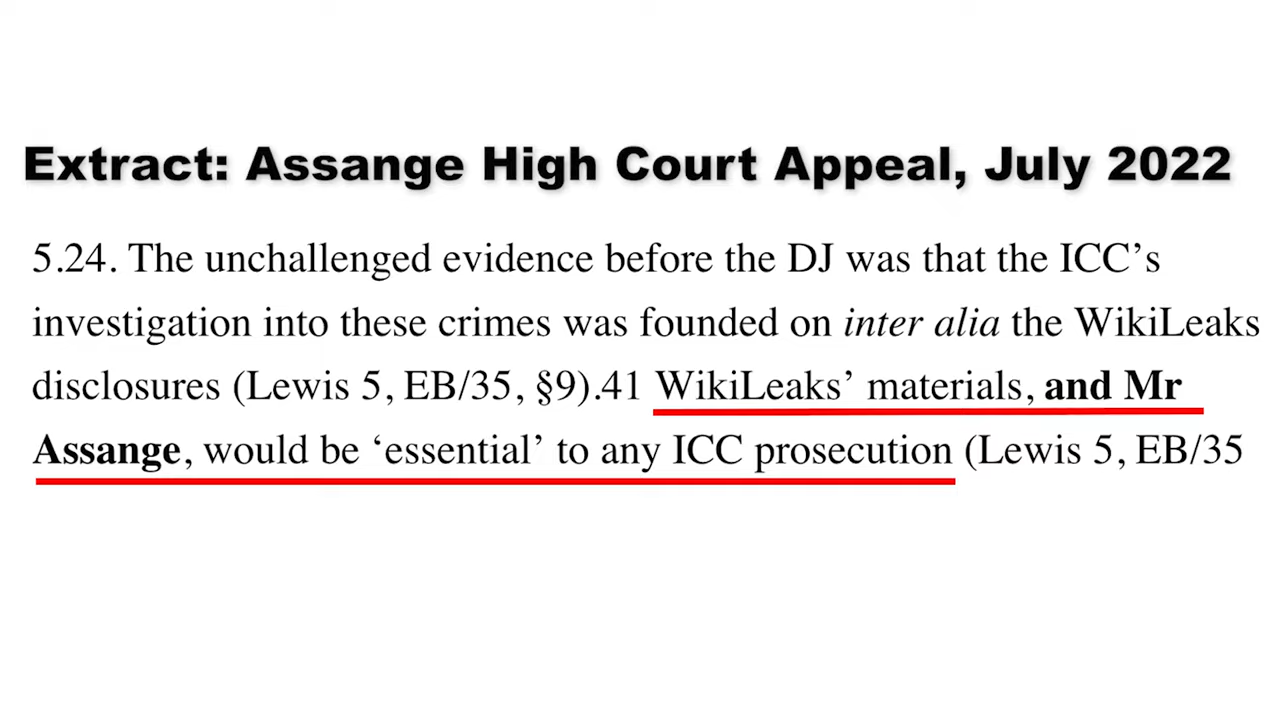 Extract: Assange High Court Appeal, July 2022
5.24. The unchallenged evidence before the DJ was that the ICC’s
investigation into these crimes was founded on inter alia the WikiLeaks
disclosures (Lewis 5, EB/35, §9).41 WikiLeaks’ materials, and Mr
Assange, would be ‘essential’ to any ICC prosecution (Lewis 5, EB/35